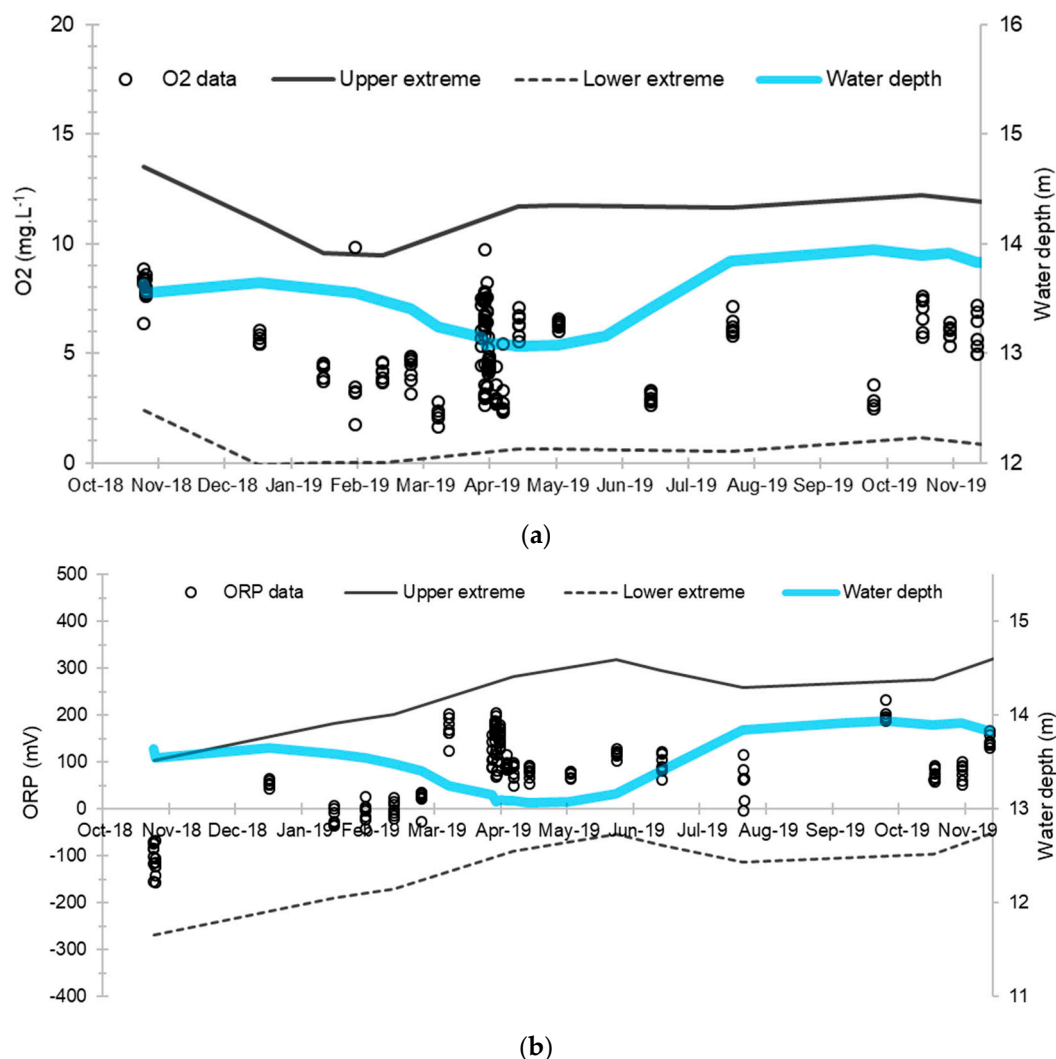 (a)
20
16
O2 data
Upper extreme
Lower extreme
Water depth
15
15
O2 (mg.L-1)
10
14
Water depth (m)
5
13
0
12
Oct-18 Nov-18 Dec-18 Jan-19 Feb-19 Mar-19 Apr-19 May-19 Jun-19 Jul-19 Aug-19 Sep-19 Oct-19 Nov-19
(a)
500
ORP data
Upper extreme
Lower extreme
Water depth
400
15
300
200
14
100
ORP (mV)
Water depth (m)
0
13
Oct-18 Nov-18 Dec-18 Jan-19 Feb-19 Mar-19 Apr-19 May-19 Jun-19 Jul-19 Aug-19 Sep-19 Oct-19 Nov-19
-100
-200
12
-300
-400
11
(b)